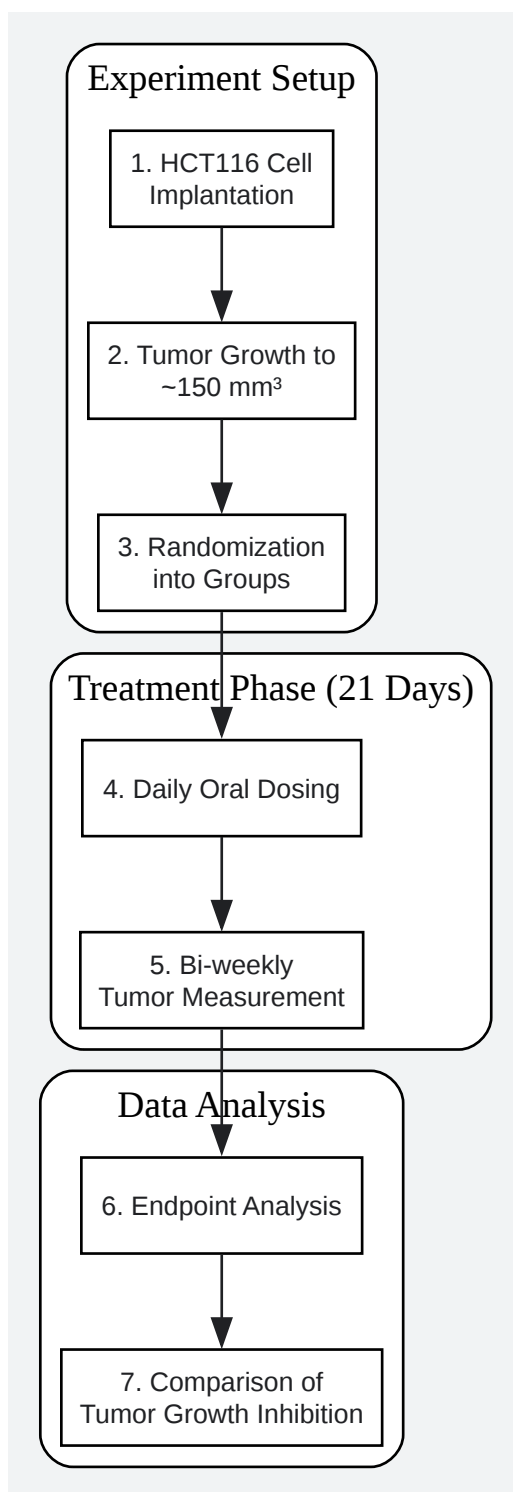 Experiment Setup
1. HCT116 Cell
Implantation
2. Tumor Growth to
~150 mm³
3. Randomization
into Groups
Treatment Phase (21 Days)
4. Daily Oral Dosing
5. Bi-weekly
Tumor Measurement
Data Analysis
6. Endpoint Analysis
7. Comparison of
Tumor Growth Inhibition